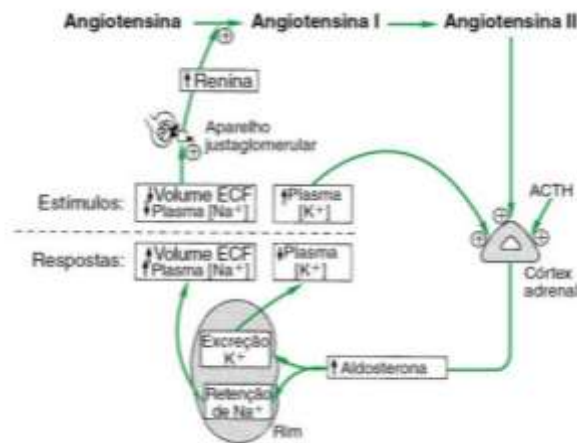 Angiotensina → Angiotensina I → Angiotensina II
⊕
↑Renina
Aparelho
justaglomerular
⊕
Estímulos:
↓Volume ECF
↓Plasma [Na⁺]
↑Plasma
[K⁺]
ACTH
⊕ ⊕ ⊕
Respostas:
↑Volume ECF
↑Plasma [Na⁺]
↓Plasma
[K⁺]
Córtex
adrenal
Excreção
K⁺
↑Aldosterona
Retenção
de Na⁺
Rim